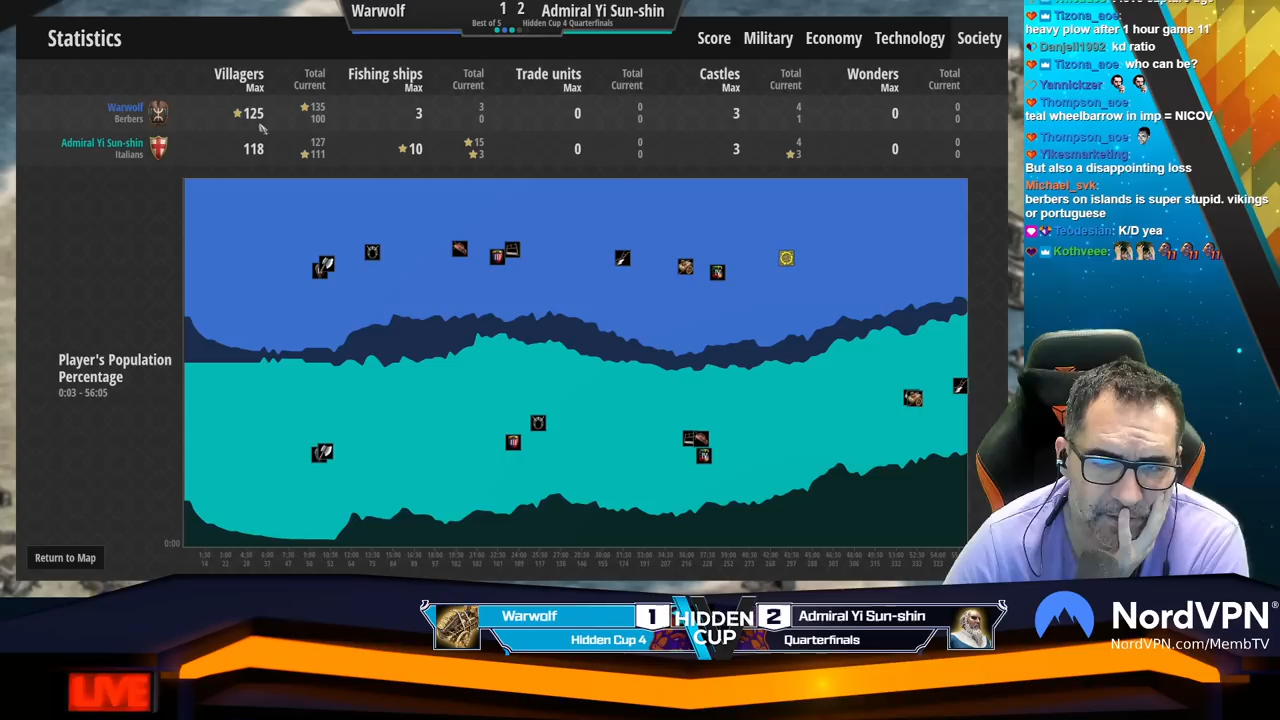 Warwolf 1 2 Admiral Yi Sun-shin
Best of 5 Hidden Cup 4 Quarterfinals
Statistics
Score Military Economy Technology Society
Villagers Max Total Current Fishing ships Max Total Current Trade units Max Total Current Castles Max Total Current Wonders Max Total Current
Warwolf Berbers 125 135 100 3 3 0 0 0 0 3 4 1 0 0 0
Admiral Yi Sun-shin Italians 118 127 111 10 15 3 0 0 0 3 4 3 0 0 0
Player's Population
Percentage
0:03 - 56:05
0:00
Return to Map
Tizona_aoe:
heavy plow after 1 hour game 11
Danjell1992 kd ratio
Tizona_aoe: who can be?
Yannickzer
Thompson_aoe:
teal wheelbarrow in imp = NICOV
Thompson_aoe:
Yikesmarketing:
But also a disappointing loss
Michael_svk:
berbers on islands is super stupid. vikings
or portuguese
Teodesian: K/D yea
Kothveee:
Warwolf 1 HIDDEN CUP 2 Admiral Yi Sun-shin
Hidden Cup 4 Quarterfinals
NordVPN®
NordVPN.com/MembTV
LIVE